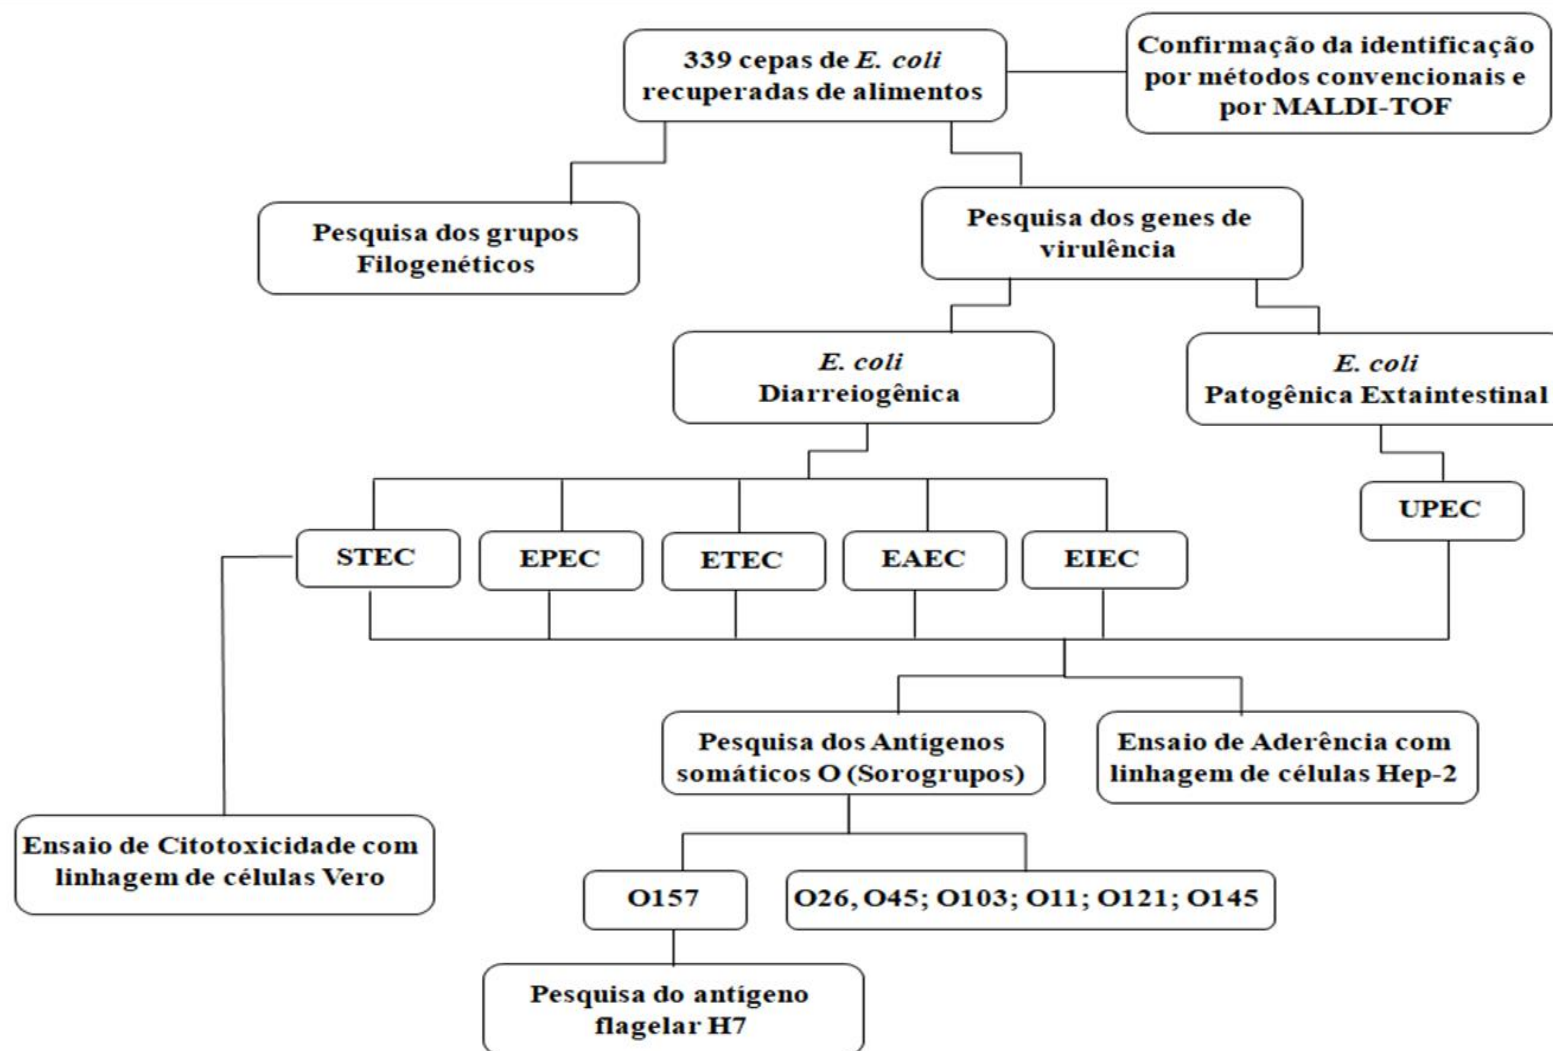 339 cepas de E. coli
recuperadas de alimentos
Confirmação da identificação
por métodos convencionais e
por MALDI-TOF
Pesquisa dos grupos
Filogenéticos
Pesquisa dos genes de
virulência
E. coli
Diarreiogênica
E. coli
Patogênica Extaintestinal
UPEC
STEC
EPEC
ETEC
EAEC
EIEC
Pesquisa dos Antígenos
somáticos O (Sorogrupos)
Ensaio de Aderência com
linhagem de células Hep-2
Ensaio de Citotoxicidade com
linhagem de células Vero
O157
O26, O45; O103; O11; O121; O145
Pesquisa do antígeno
flagelar H7